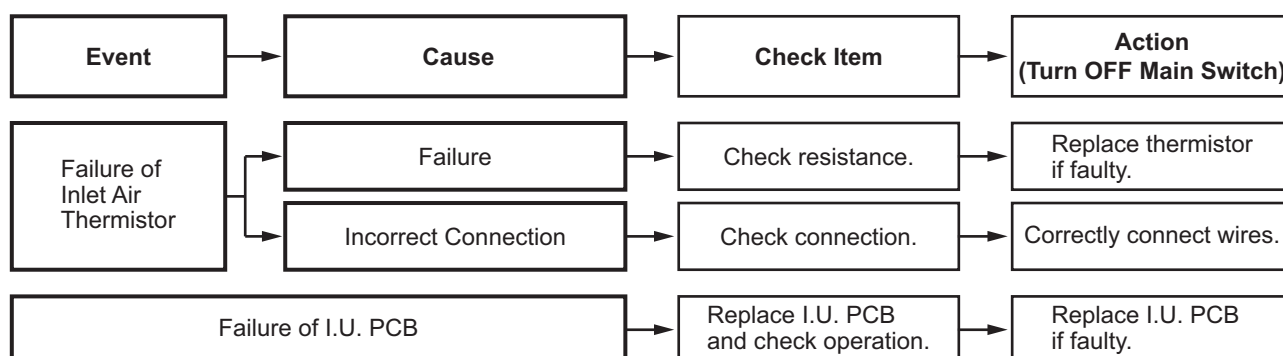 Event
Cause
Check Item
Action
(Turn OFF Main Switch)
Failure of
Inlet Air
Thermistor
Failure
Check resistance.
Replace thermistor
if faulty.
Incorrect Connection
Check connection.
Correctly connect wires.
Failure of I.U. PCB
Replace I.U. PCB
and check operation.
Replace I.U. PCB
if faulty.